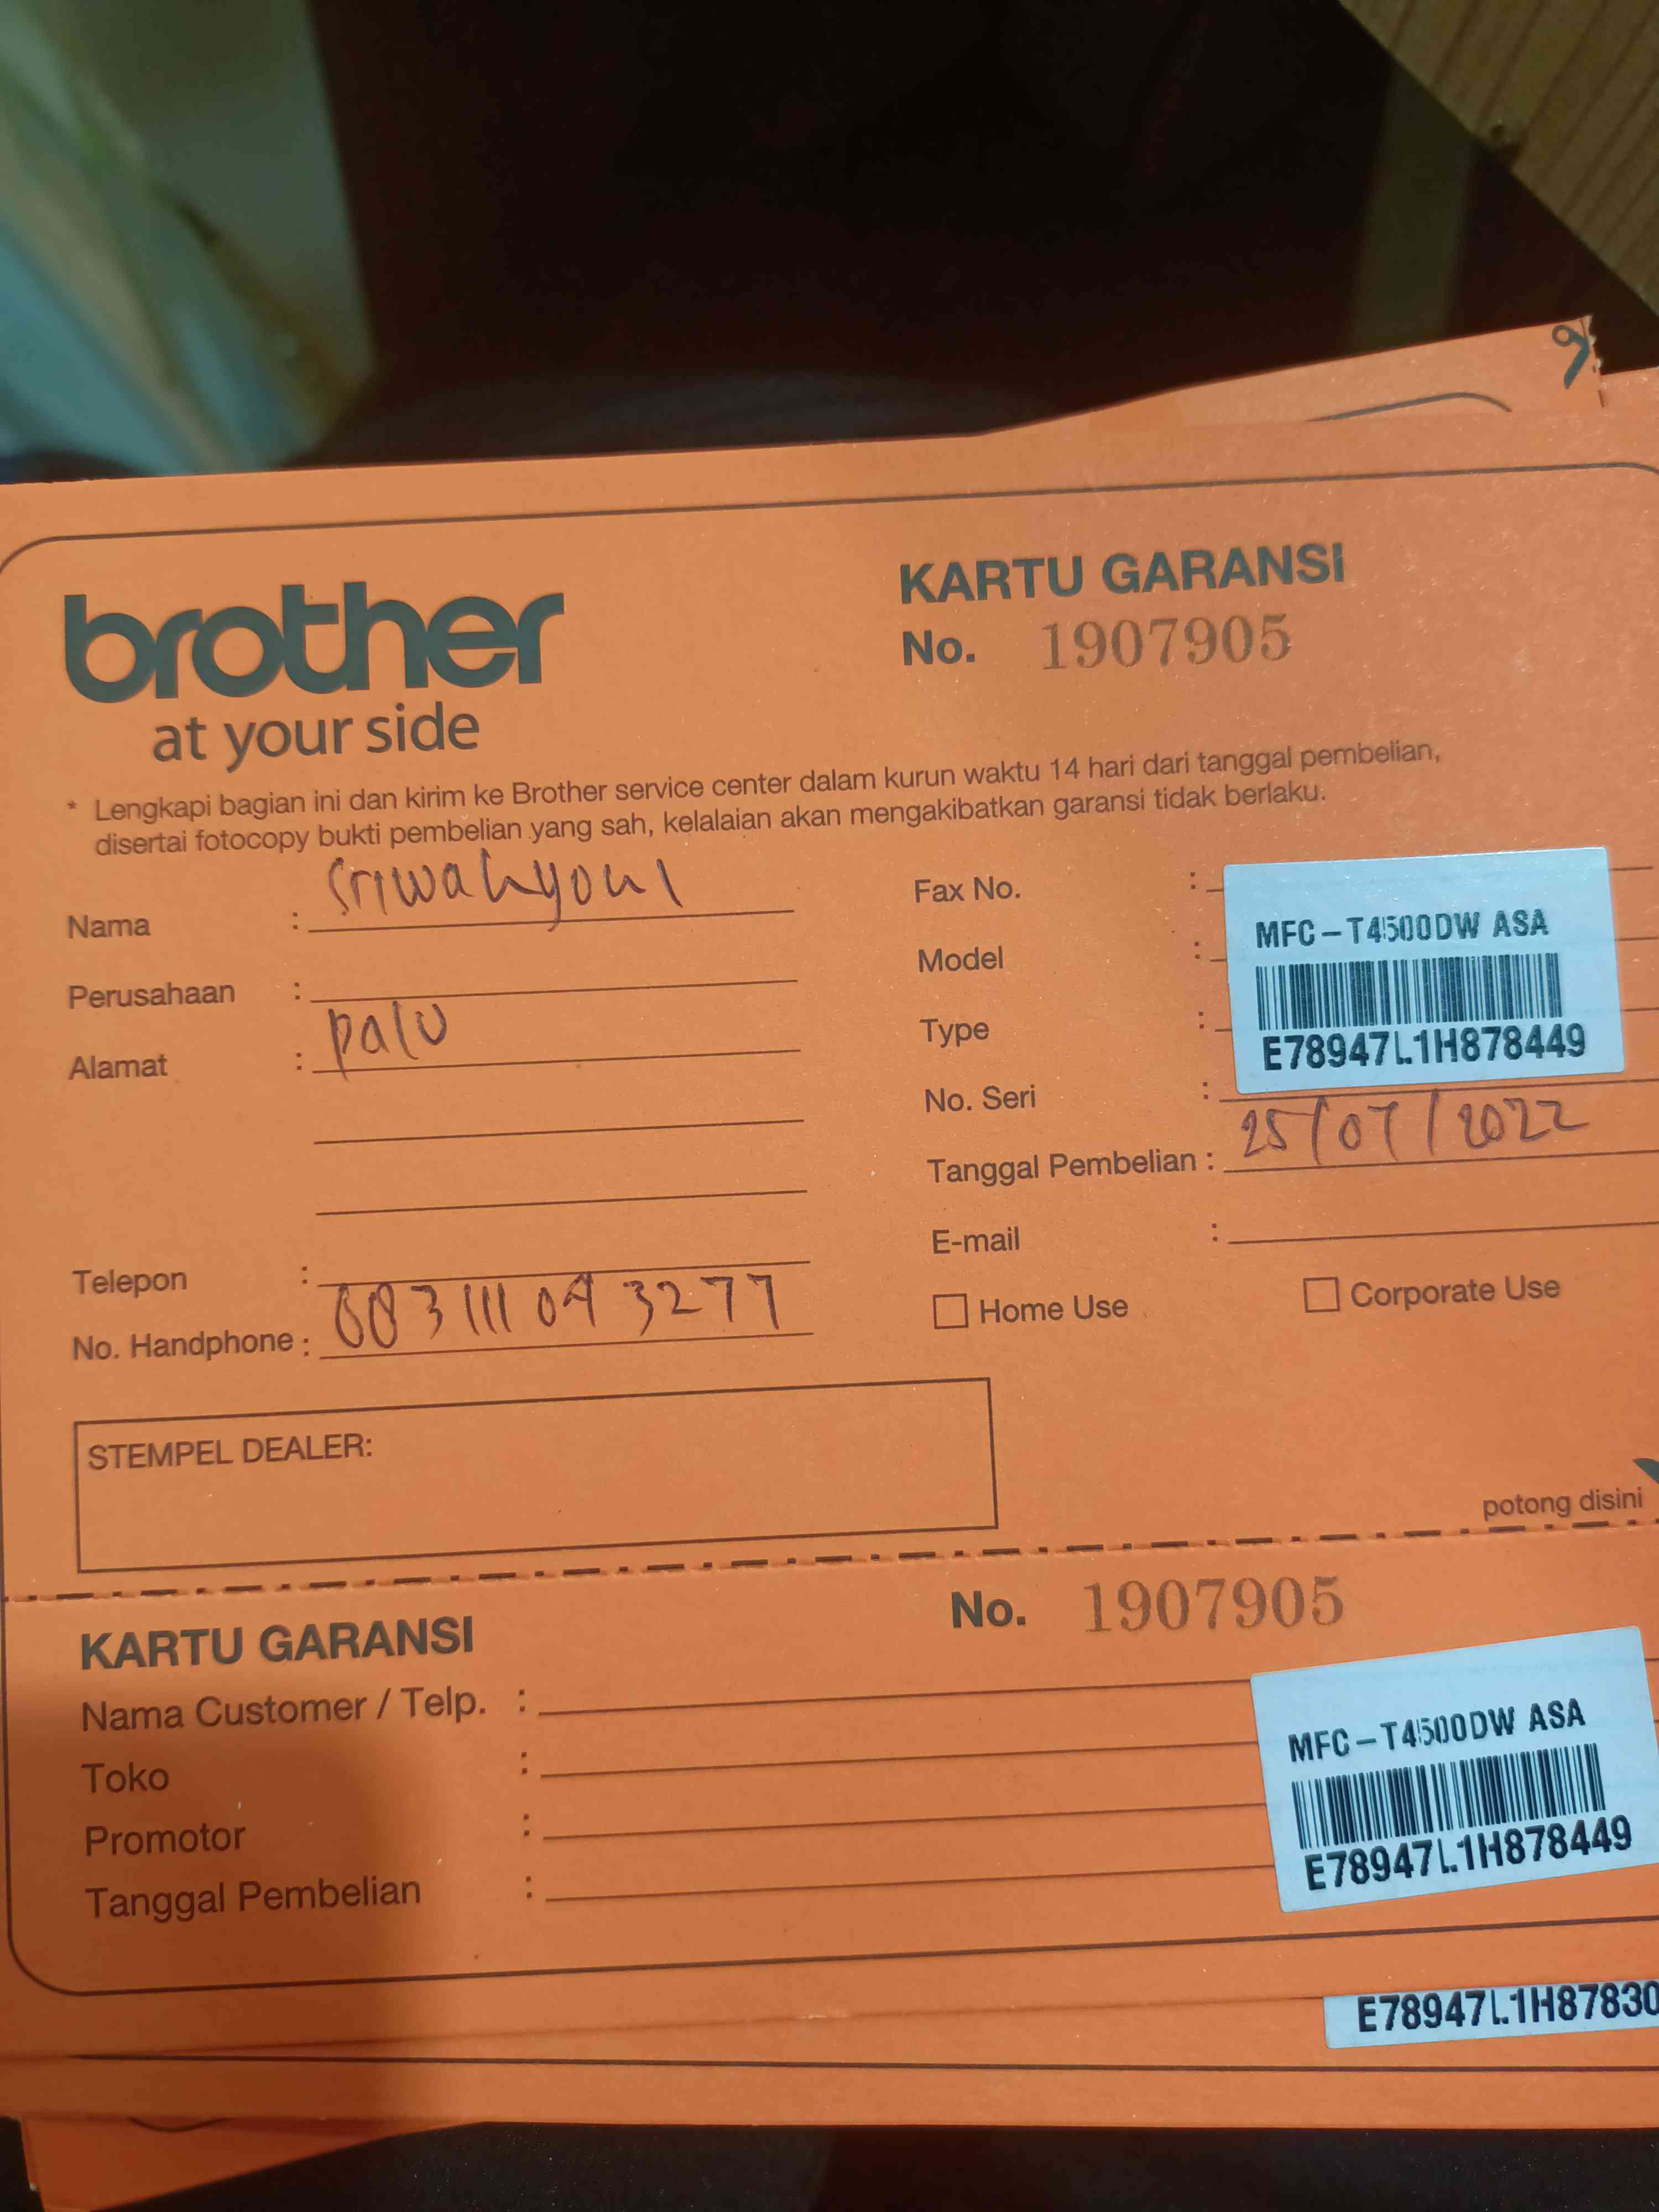 brother
at your side
KARTU GARANSI
No. 1907905
* Lengkapi bagian ini dan kirim ke Brother service center dalam kurun waktu 14 hari dari tanggal pembelian,
disertai fotocopy bukti pembelian yang sah, kelalaian akan mengakibatkan garansi tidak berlaku.
Nama : Sriwahyuni
Perusahaan :
Alamat : palu
Telepon :
No. Handphone :
Fax No. :
Model :
Type :
No. Seri :
MFC-T4500DW ASA
E78947L1H878449
Tanggal Pembelian : 25/07/2022
E-mail :
Home Use
Corporate Use
STEMPEL DEALER:
potong disini
KARTU GARANSI
No. 1907905
Nama Customer / Telp. :
Toko :
Promotor :
Tanggal Pembelian :
MFC-T4500DW ASA
E78947L1H878449
E78947L1H87830